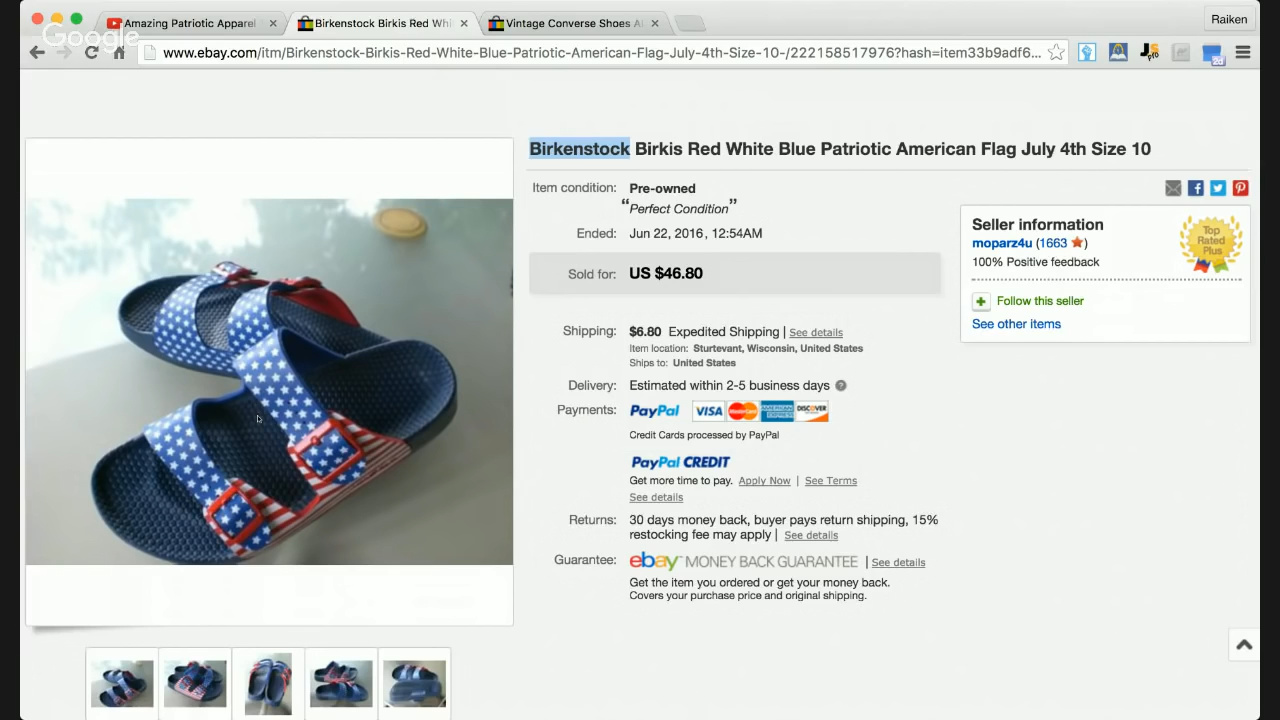 Amazing Patriotic Apparel
Birkenstock Birkis Red Whi
Vintage Converse Shoes A
Raiken
Google
www.ebay.com/itm/Birkenstock-Birkis-Red-White-Blue-Patriotic-American-Flag-July-4th-Size-10-/222158517976?hash=item33b9adf6...
Birkenstock Birkis Red White Blue Patriotic American Flag July 4th Size 10
Item condition: Pre-owned
“Perfect Condition”
Ended: Jun 22, 2016 , 12:54AM
Sold for: US $46.80
Shipping: $6.80 Expedited Shipping | See details
Item location: Sturtevant, Wisconsin, United States
Ships to: United States
Delivery: Estimated within 2-5 business days
Payments: PayPal VISA MasterCard AMERICAN EXPRESS DISCOVER
Credit Cards processed by PayPal
PayPal CREDIT
Get more time to pay. Apply Now | See Terms
See details
Returns: 30 days money back, buyer pays return shipping, 15%
restocking fee may apply | See details
Guarantee: ebay MONEY BACK GUARANTEE | See details
Get the item you ordered or get your money back.
Covers your purchase price and original shipping.
Seller information
moparz4u (1663 )
100% Positive feedback
Top
Rated
Plus
Follow this seller
See other items